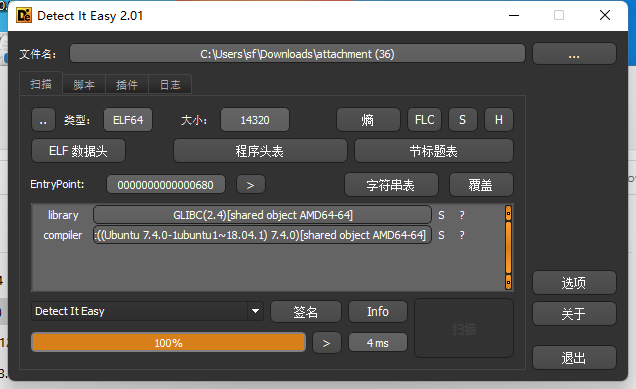 Detect It Easy 2.01
文件名: C:\Users\sf\Downloads\attachment (36) ...
扫描 脚本 插件 日志
.. 类型: ELF64 大小: 14320 熵 FLC S H
ELF 数据头 程序头表 节标题表
EntryPoint: 0000000000000680 > 字符串表 覆盖
library GLIBC(2.4)[shared object AMD64-64] S ?
compiler :((Ubuntu 7.4.0-1ubuntu1~18.04.1) 7.4.0)[shared object AMD64-64] S ?
选项
Detect It Easy 签名 Info 扫描 关于
100% > 4 ms
退出